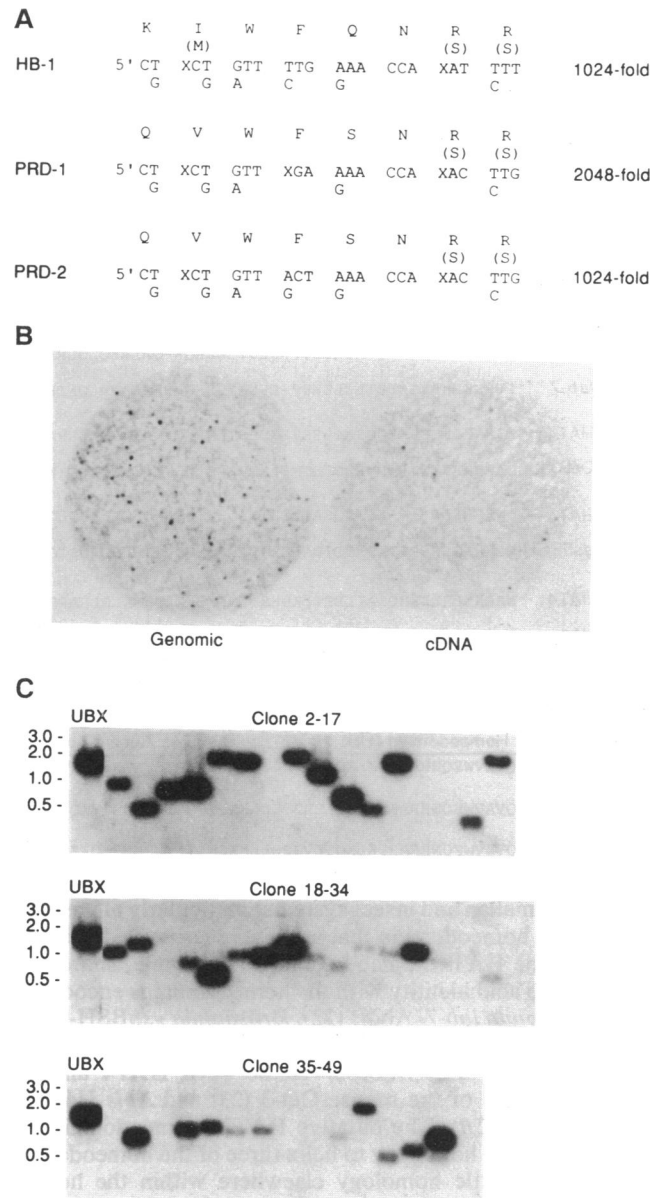 A
K I W F Q N R R
(M) (S) (S)
HB-1 5' CT XCT GTT TTG AAA CCA XAT TTT 1024-fold
G G A C G C
Q V W F S N R R
(S) (S)
PRD-1 5' CT XCT GTT XGA AAA CCA XAC TTG 2048-fold
G G A G C
Q V W F S N R R
(S) (S)
PRD-2 5' CT XCT GTT ACT AAA CCA XAC TTG 1024-fold
G G A G G C
B
Genomic cDNA
C
UBX Clone 2-17
3.0 -
2.0 -
1.0 -
0.5 -
UBX Clone 18-34
3.0 -
2.0 -
1.0 -
0.5 -
UBX Clone 35-49
3.0 -
2.0 -
1.0 -
0.5 -